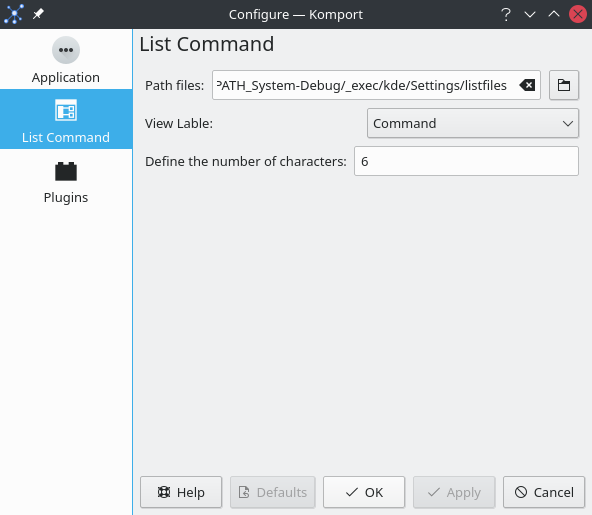 Configure — Komport
Application
List Command
Plugins
List Command
Path files: PATH_System-Debug/_exec/kde/Settings/listfiles
View Lable: Command
Define the number of characters: 6
Help Defaults OK Apply Cancel